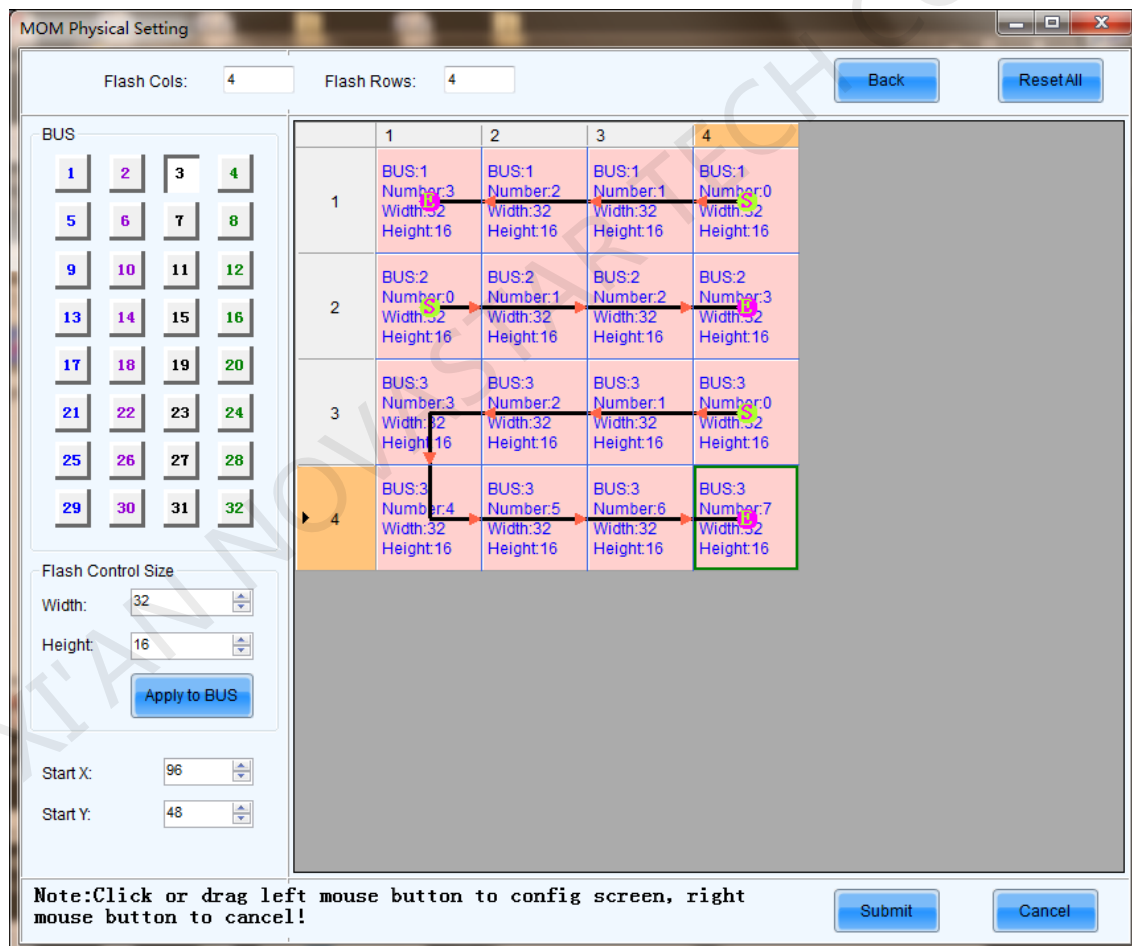 MOM Physical Setting
Flash Cols: 4 Flash Rows: 4 Back Reset All
BUS
1 2 3 4
5 6 7 8
9 10 11 12
13 14 15 16
17 18 19 20
21 22 23 24
25 26 27 28
29 30 31 32
Flash Control Size
Width: 32
Height: 16
Apply to BUS
Start X: 96
Start Y: 48
1 2 3 4
1
BUS:1 BUS:1 BUS:1 BUS:1
Number:3 Number:2 Number:1 Number:0
Width:32 Width:32 Width:32 Width:32
Height:16 Height:16 Height:16 Height:16
E S
2
BUS:2 BUS:2 BUS:2 BUS:2
Number:0 Number:1 Number:2 Number:3
Width:32 Width:32 Width:32 Width:32
Height:16 Height:16 Height:16 Height:16
S E
3
BUS:3 BUS:3 BUS:3 BUS:3
Number:3 Number:2 Number:1 Number:0
Width:32 Width:32 Width:32 Width:32
Height:16 Height:16 Height:16 Height:16
S
4
BUS:3 BUS:3 BUS:3 BUS:3
Number:4 Number:5 Number:6 Number:7
Width:32 Width:32 Width:32 Width:32
Height:16 Height:16 Height:16 Height:16
E
Note:Click or drag left mouse button to config screen, right
mouse button to cancel!
Submit Cancel
XI'AN NOVASTAR TECH CO